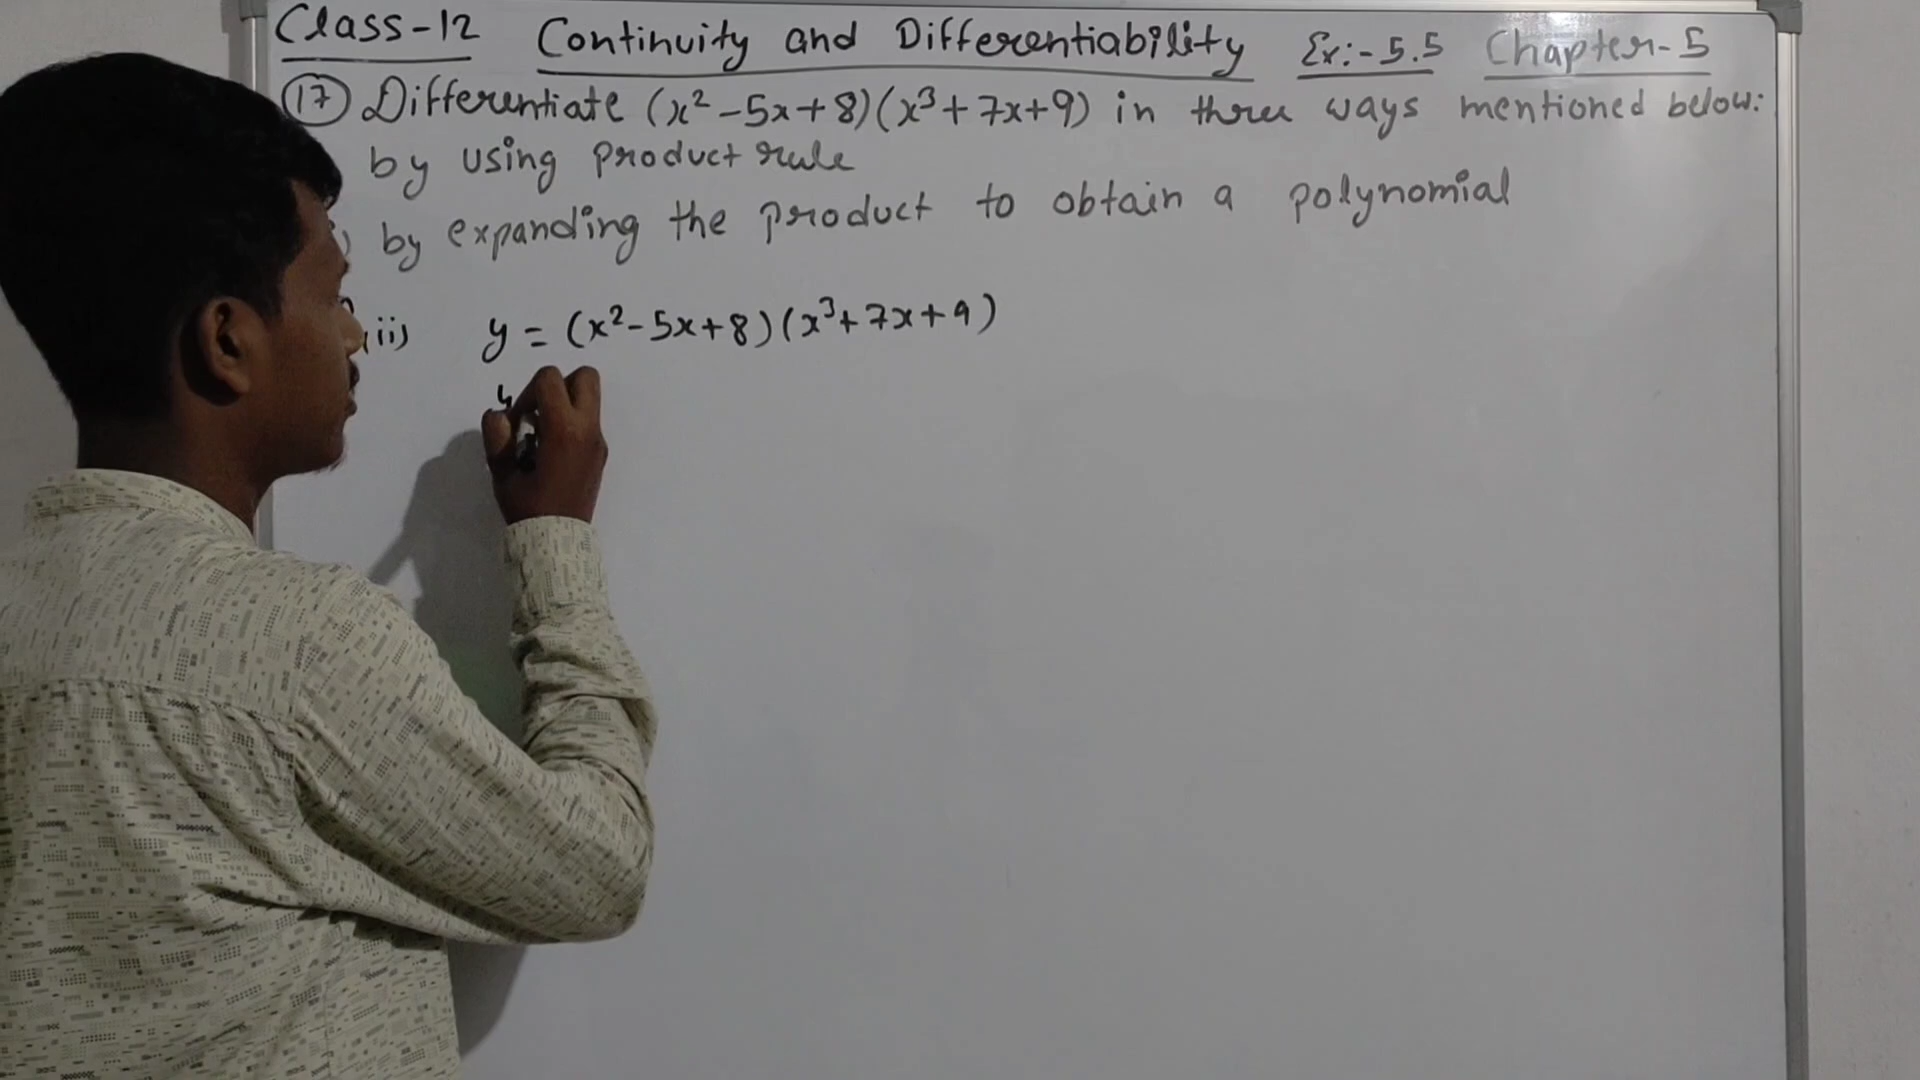 Class-12 Continuity and Differentiability Ex:-5.5 Chapter-5
(17) Differentiate (x²-5x+8)(x³+7x+9) in three ways mentioned below:
by using product rule
) by expanding the product to obtain a polynomial
ii) y = (x²-5x+8)(x³+7x+9)
y